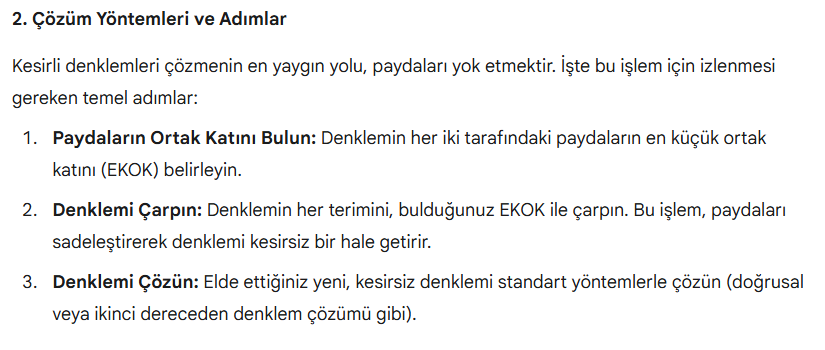 2. Çözüm Yöntemleri ve Adımlar
Kesirli denklemleri çözmenin en yaygın yolu, paydaları yok etmektir. İşte bu işlem için izlenmesi
gereken temel adımlar:
1. Paydaların Ortak Katını Bulun: Denklemin her iki tarafındaki paydaların en küçük ortak
katını (EKOK) belirleyin.
2. Denklemi Çarpın: Denklemin her terimini, bulduğunuz EKOK ile çarpın. Bu işlem, paydaları
sadeleştirerek denklemi kesirsiz bir hale getirir.
3. Denklemi Çözün: Elde ettiğiniz yeni, kesirsiz denklemi standart yöntemlerle çözün (doğrusal
veya ikinci dereceden denklem çözümü gibi).